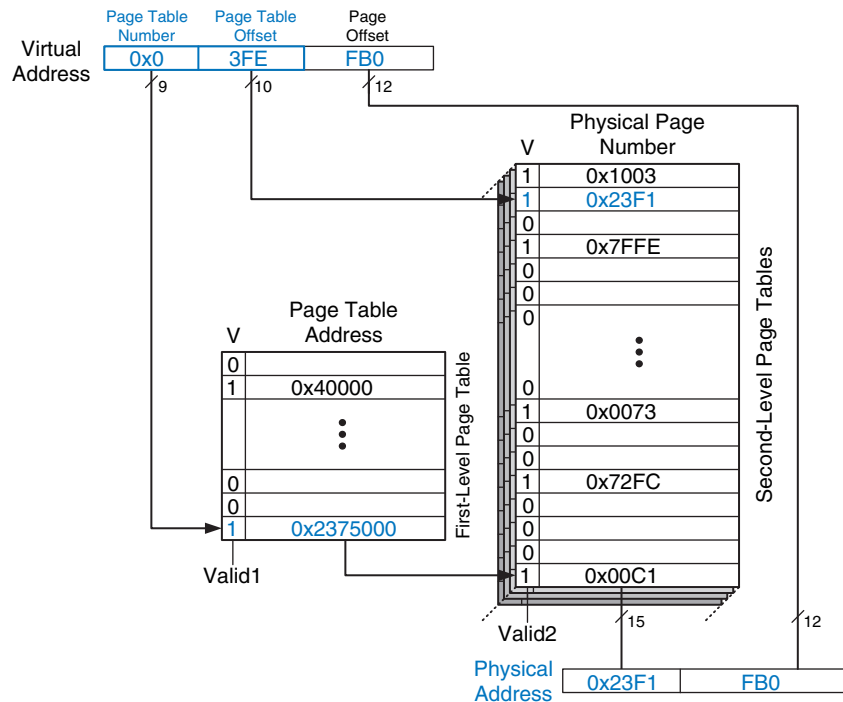 Page Table Number
Page Table Offset
Page Offset
Virtual Address
0x0 3FE FB0
9 10 12
Physical Page Number
V
1 0x1003
1 0x23F1
0
1 0x7FFE
0
0
0
0
1 0x0073
0
0
1 0x72FC
0
0
0
1 0x00C1
Second-Level Page Tables
Page Table Address
V
0
1 0x40000
0
0
1 0x2375000
First-Level Page Table
Valid1
Valid2
15
12
Physical Address
0x23F1 FB0